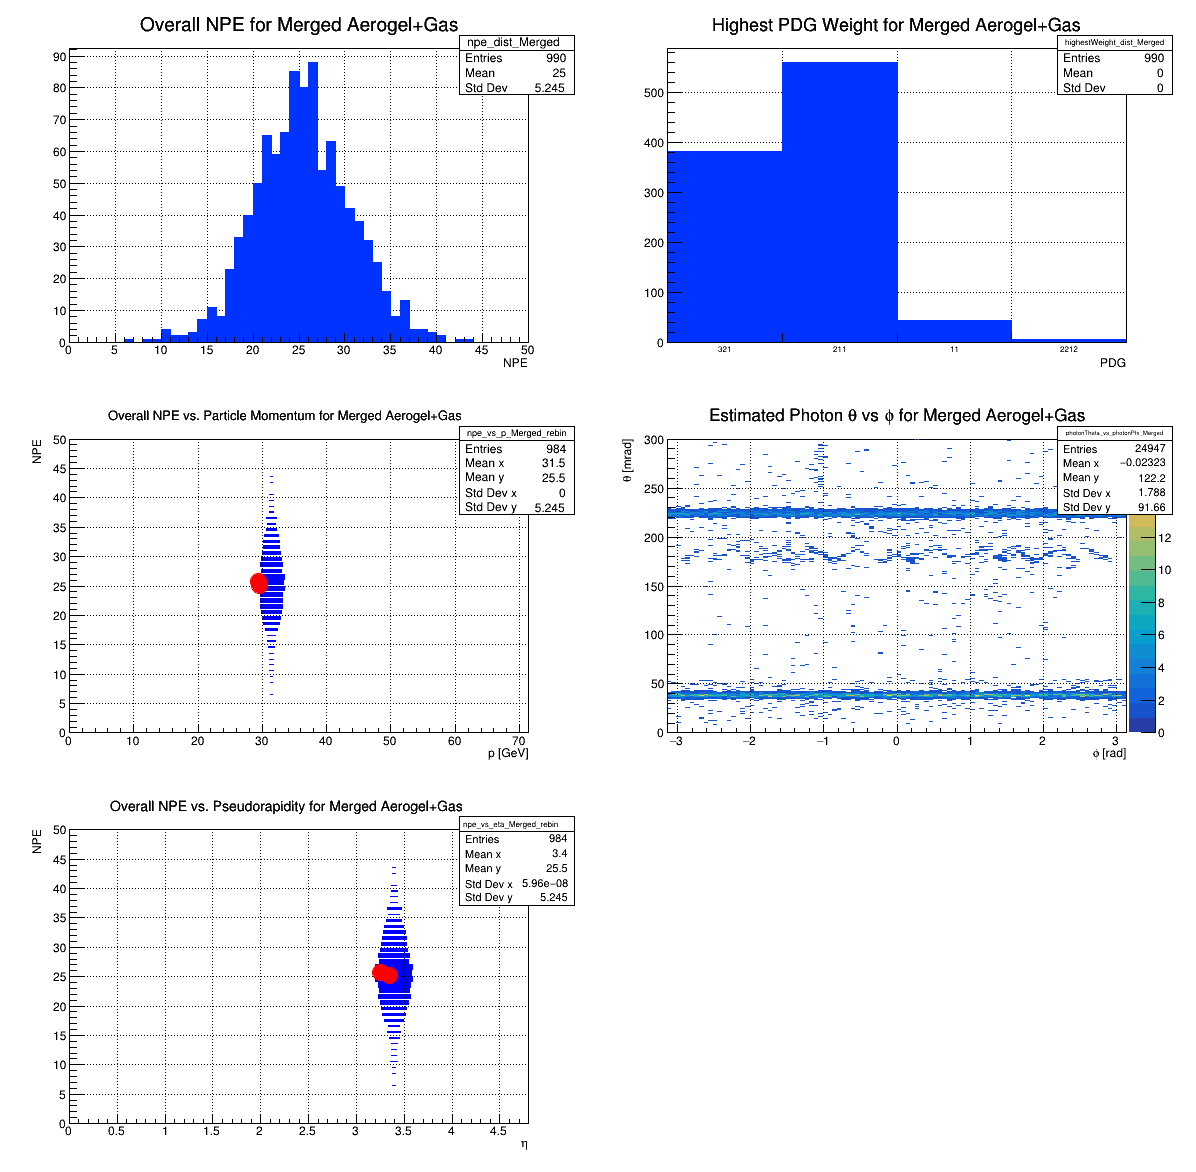 Overall NPE for Merged Aerogel+Gas
npe_dist_Merged
Entries 990
Mean 25
Std Dev 5.245
90
80
70
60
50
40
30
20
10
0
0 5 10 15 20 25 30 35 40 45 50
NPE
Highest PDG Weight for Merged Aerogel+Gas
highestWeight_dist_Merged
Entries 990
Mean 0
Std Dev 0
500
400
300
200
100
0
321 211 11 2212
PDG
Overall NPE vs. Particle Momentum for Merged Aerogel+Gas
npe_vs_p_Merged_rebin
Entries 984
Mean x 31.5
Mean y 25.5
Std Dev x 0
Std Dev y 5.245
NPE
50
45
40
35
30
25
20
15
10
5
0
0 10 20 30 40 50 60 70
p [GeV]
Estimated Photon θ vs ϕ for Merged Aerogel+Gas
photonTheta_vs_photonPhi_Merged
Entries 24947
Mean x −0.02323
Mean y 122.2
Std Dev x 1.788
Std Dev y 91.66
θ [mrad]
300
250
200
150
100
50
0
−3 −2 −1 0 1 2 3
ϕ [rad]
12
10
8
6
4
2
0
Overall NPE vs. Pseudorapidity for Merged Aerogel+Gas
npe_vs_eta_Merged_rebin
Entries 984
Mean x 3.4
Mean y 25.5
Std Dev x 5.96e−08
Std Dev y 5.245
NPE
50
45
40
35
30
25
20
15
10
5
0
0 0.5 1 1.5 2 2.5 3 3.5 4 4.5
η